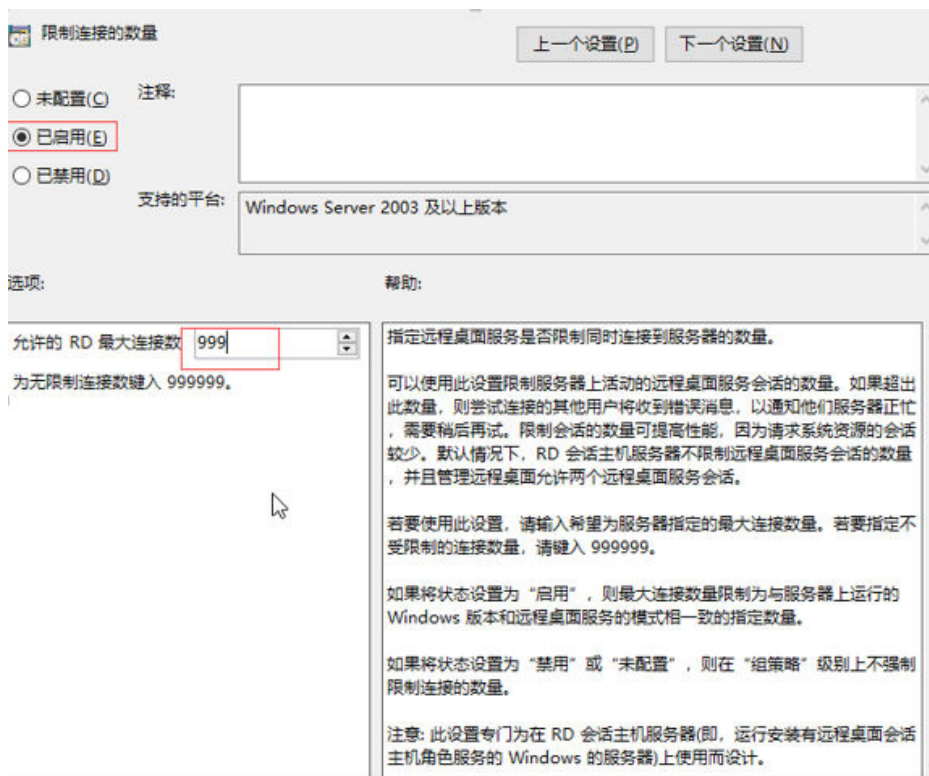 限制连接的数量
上一个设置(P)
下一个设置(N)
未配置(C)
注释:
已启用(E)
已禁用(D)
支持的平台:
Windows Server 2003 及以上版本
选项:
帮助:
允许的 RD 最大连接数
999
为无限制连接数键入 999999。
指定远程桌面服务是否限制同时连接到服务器的数量。
可以使用此设置限制服务器上活动的远程桌面服务会话的数量。如果超出
此数量，则尝试连接的其他用户将收到错误消息，以通知他们服务器正忙
，需要稍后再试。限制会话的数量可提高性能，因为请求系统资源的会话
较少。默认情况下，RD 会话主机服务器不限制远程桌面服务会话的数量
，并且管理远程桌面允许两个远程桌面服务会话。
若要使用此设置，请输入希望为服务器指定的最大连接数量。若要指定不
受限制的连接数量，请键入 999999。
如果将状态设置为“启用”，则最大连接数量限制为与服务器上运行的
Windows 版本和远程桌面服务的模式相一致的指定数量。
如果将状态设置为“禁用”或“未配置”，则在“组策略”级别上不强制
限制连接的数量。
注意: 此设置专门为在 RD 会话主机服务器(即，运行安装有远程桌面会话
主机角色服务的 Windows 的服务器)上使用而设计。